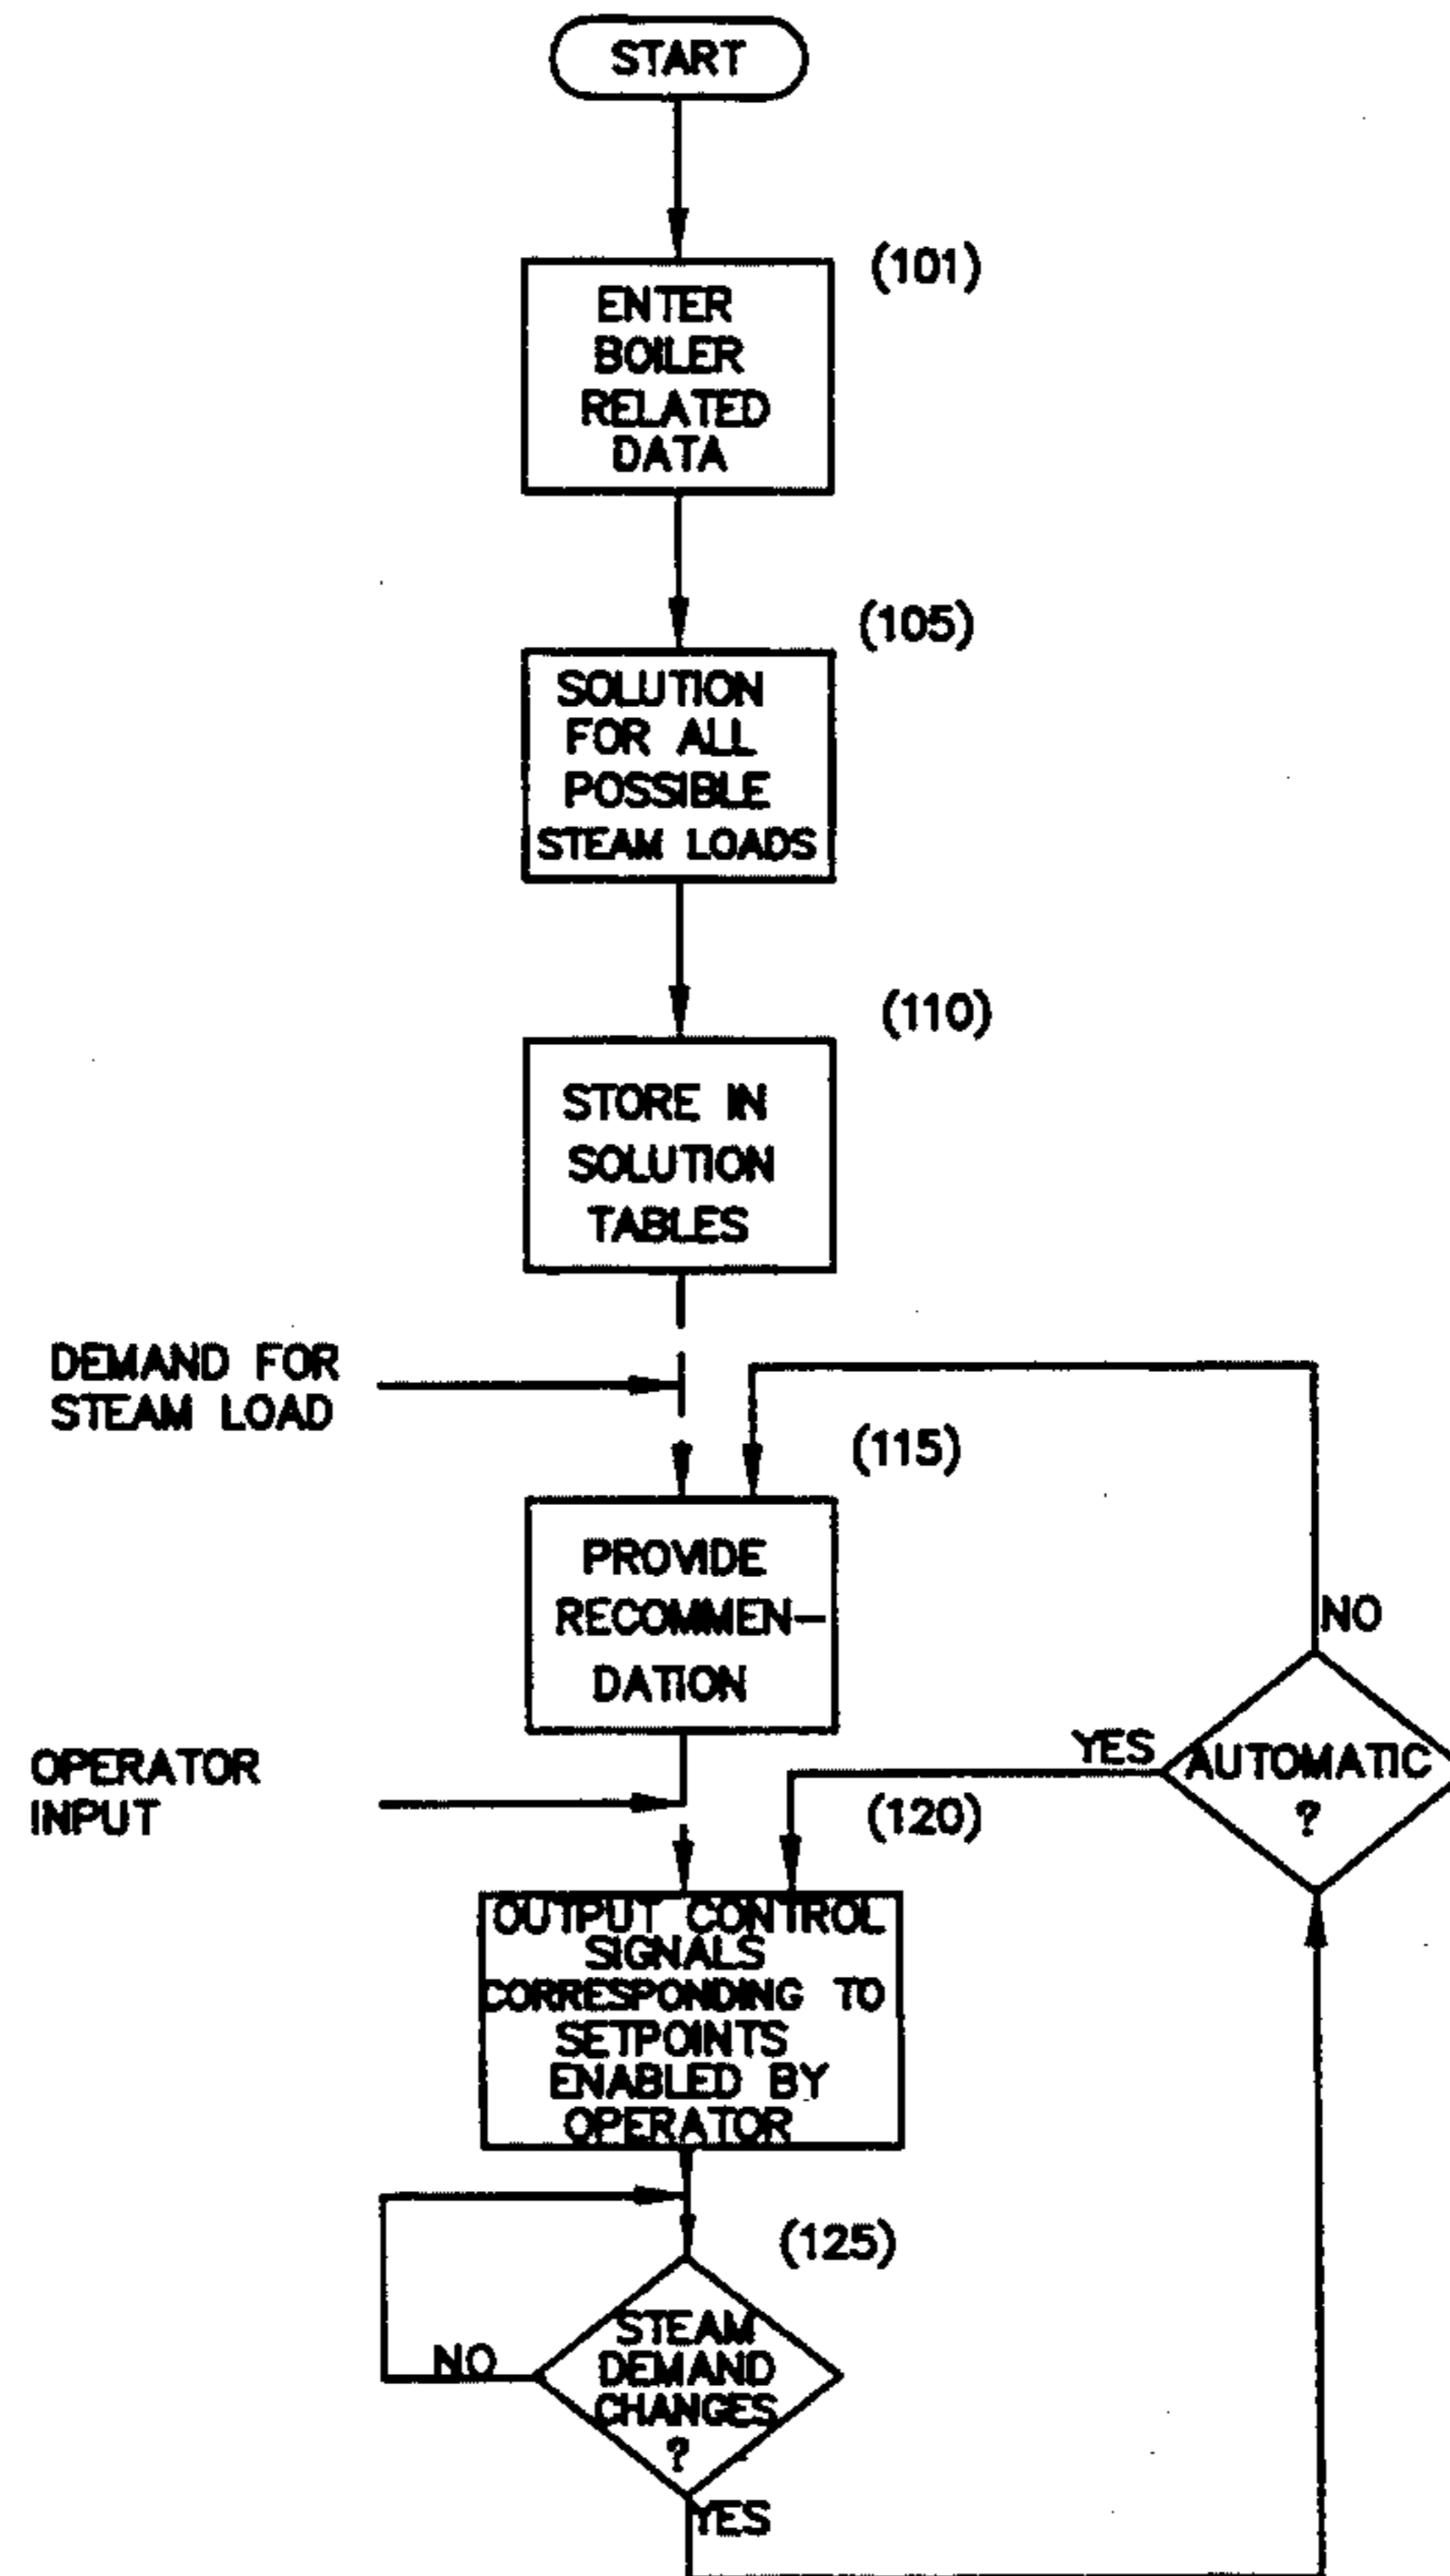 START
(101)
ENTER
BOILER
RELATED
DATA
(105)
SOLUTION
FOR ALL
POSSIBLE
STEAM LOADS
(110)
STORE IN
SOLUTION
TABLES
DEMAND FOR
STEAM LOAD
(115)
PROVIDE
RECOMMEN-
DATION
NO
AUTOMATIC
?
YES
OPERATOR
INPUT
(120)
OUTPUT CONTROL
SIGNALS
CORRESPONDING TO
SETPOINTS
ENABLED BY
OPERATOR
(125)
STEAM
DEMAND
CHANGES
?
NO
YES